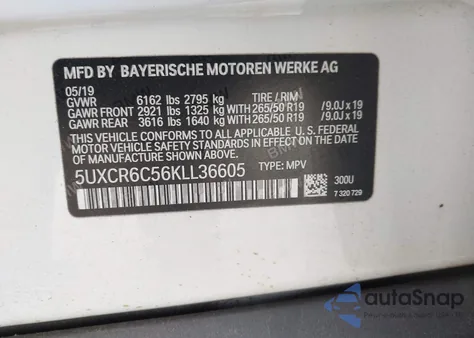 MFD BY BAYERISCHE MOTOREN WERKE AG
05/19
GVWR 6162 lbs 2795 kg TIRE / RIM
GAWR FRONT 2921 lbs 1325 kg WITH 265/50 R19 /9.0J x 19
GAWR REAR 3616 lbs 1640 kg WITH 265/50 R19 /9.0J x 19
THIS VEHICLE CONFORMS TO ALL APPLICABLE U.S. FEDERAL
MOTOR VEHICLE SAFETY STANDARDS IN EFFECT ON
THE DATE OF MANUFACTURE SHOWN ABOVE.
5UXCR6C56KLL36605 TYPE: MPV
300U
7 320 729
autoSnap